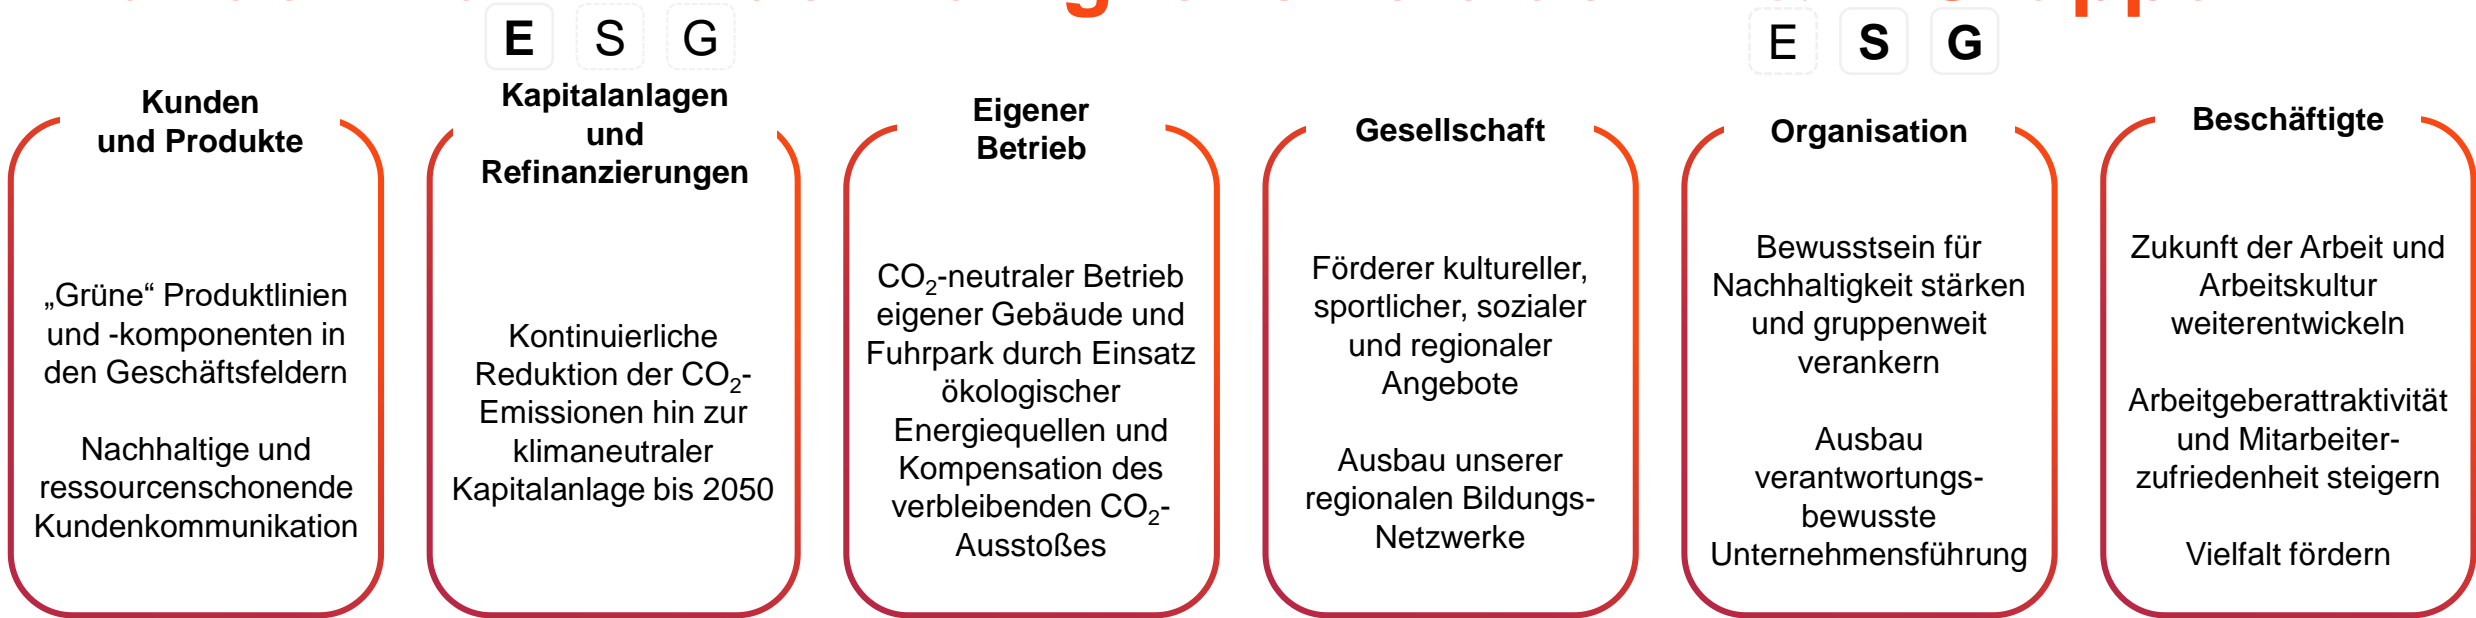 E S G
E S G
Kunden
und Produkte
„Grüne“ Produktlinien
und -komponenten in
den Geschäftsfeldern
Nachhaltige und
ressourcenschonende
Kundenkommunikation
Kapitalanlagen
und
Refinanzierungen
Kontinuierliche
Reduktion der CO₂-
Emissionen hin zur
klimaneutraler
Kapitalanlage bis 2050
Eigener
Betrieb
CO₂-neutraler Betrieb
eigener Gebäude und
Fuhrpark durch Einsatz
ökologischer
Energiequellen und
Kompensation des
verbleibenden CO₂-
Ausstoßes
Gesellschaft
Förderer kultureller,
sportlicher, sozialer
und regionaler
Angebote
Ausbau unserer
regionalen Bildungs-
Netzwerke
Organisation
Bewusstsein für
Nachhaltigkeit stärken
und gruppenweit
verankern
Ausbau
verantwortungs-
bewusste
Unternehmensführung
Beschäftigte
Zukunft der Arbeit und
Arbeitskultur
weiterentwickeln
Arbeitgeberattraktivität
und Mitarbeiter-
zufriedenheit steigern
Vielfalt fördern